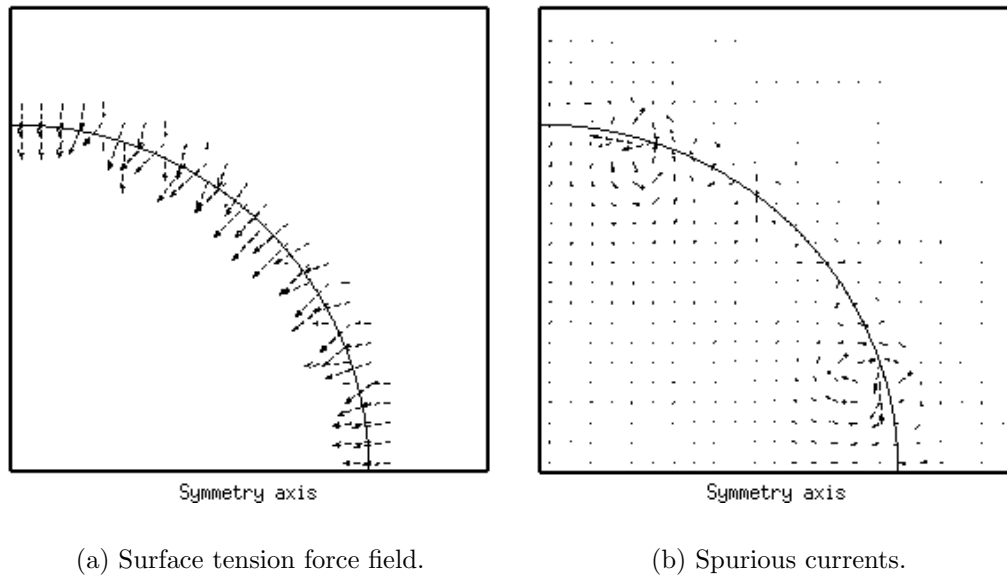 Symmetry axis
Symmetry axis
(a) Surface tension force field.
(b) Spurious currents.